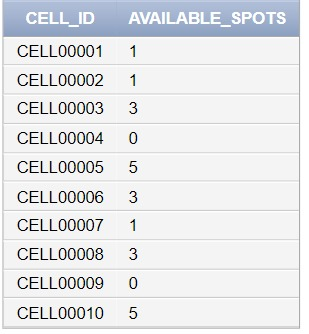 CELL_ID AVAILABLE_SPOTS
CELL00001 1
CELL00002 1
CELL00003 3
CELL00004 0
CELL00005 5
CELL00006 3
CELL00007 1
CELL00008 3
CELL00009 0
CELL00010 5